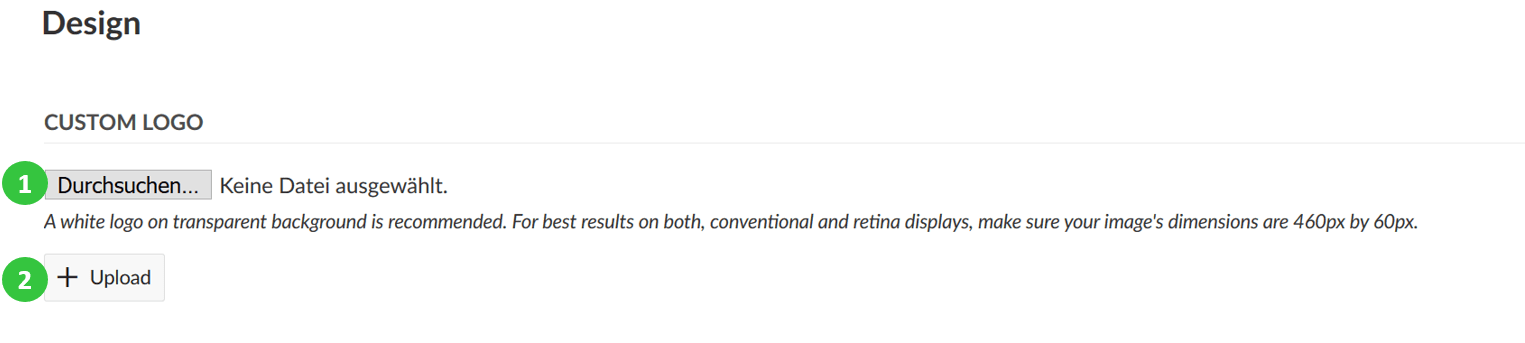 Design
CUSTOM LOGO
1 Durchsuchen... Keine Datei ausgewählt.
A white logo on transparent background is recommended. For best results on both, conventional and retina displays, make sure your image's dimensions are 460px by 60px.
2 + Upload